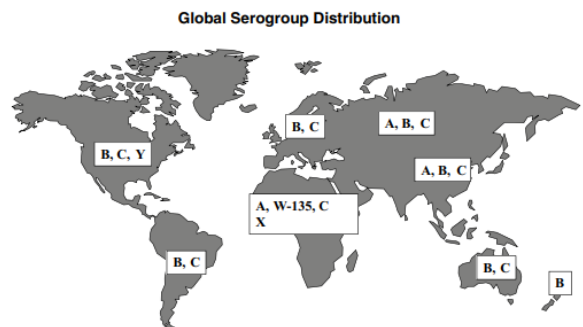 Global Serogroup Distribution
B, C
A, B, C
B, C, Y
A, B, C
A, W-135, C
X
B, C
B, C
B